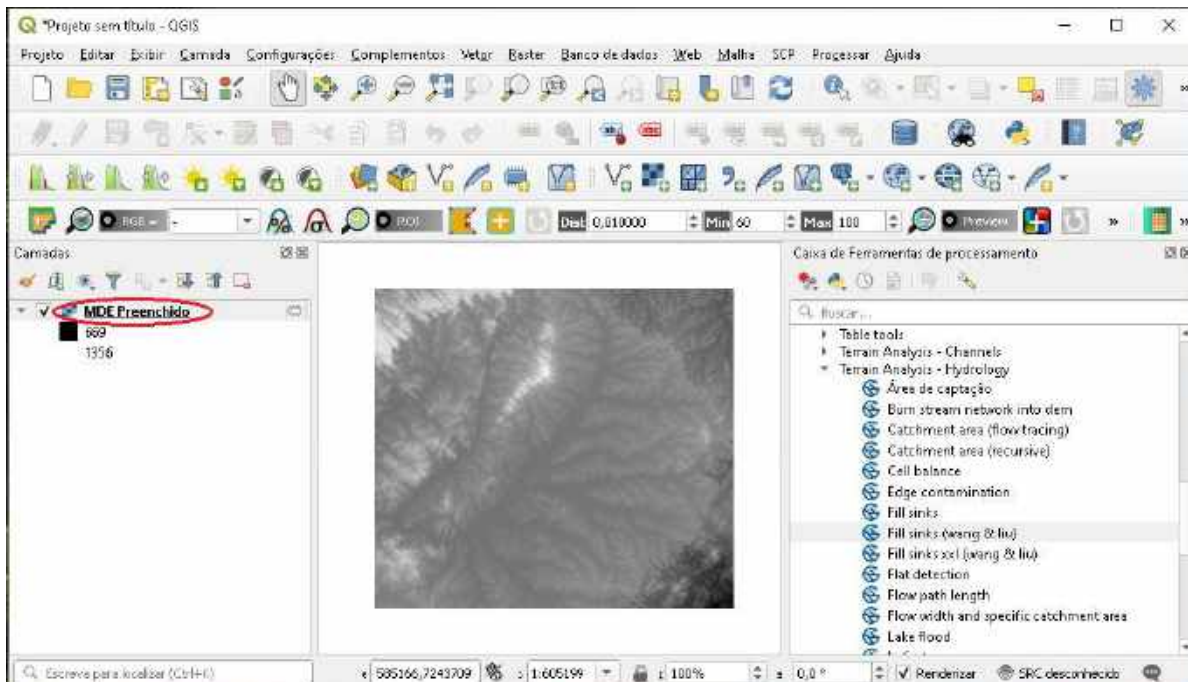 *Projeto sem título - QGIS
Projeto Editar Exibir Camada Configurações Complementos Vetor Raster Banco de dados Web Malha SCP Processar Ajuda
RGB = -
ROI
Dist 0,010000
Min 60
Max 100
Preview
Camadas
MDE Preenchido
1356
Caixa de Ferramentas de processamento
Buscar...
Table tools
Terrain Analysis - Channels
Terrain Analysis - Hydrology
Área de captação
Burn stream network into dem
Catchment area (flow tracing)
Catchment area (recursive)
Cell balance
Edge contamination
Fill sinks
Fill sinks (wang & liu)
Fill sinks xxl (wang & liu)
Flat detection
Flow path length
Flow width and specific catchment area
Lake flood
Escreva para localizar (Ctrl+K)
585166,7243709
1:605199
100%
0,0 °
Renderizar
SRC desconhecido